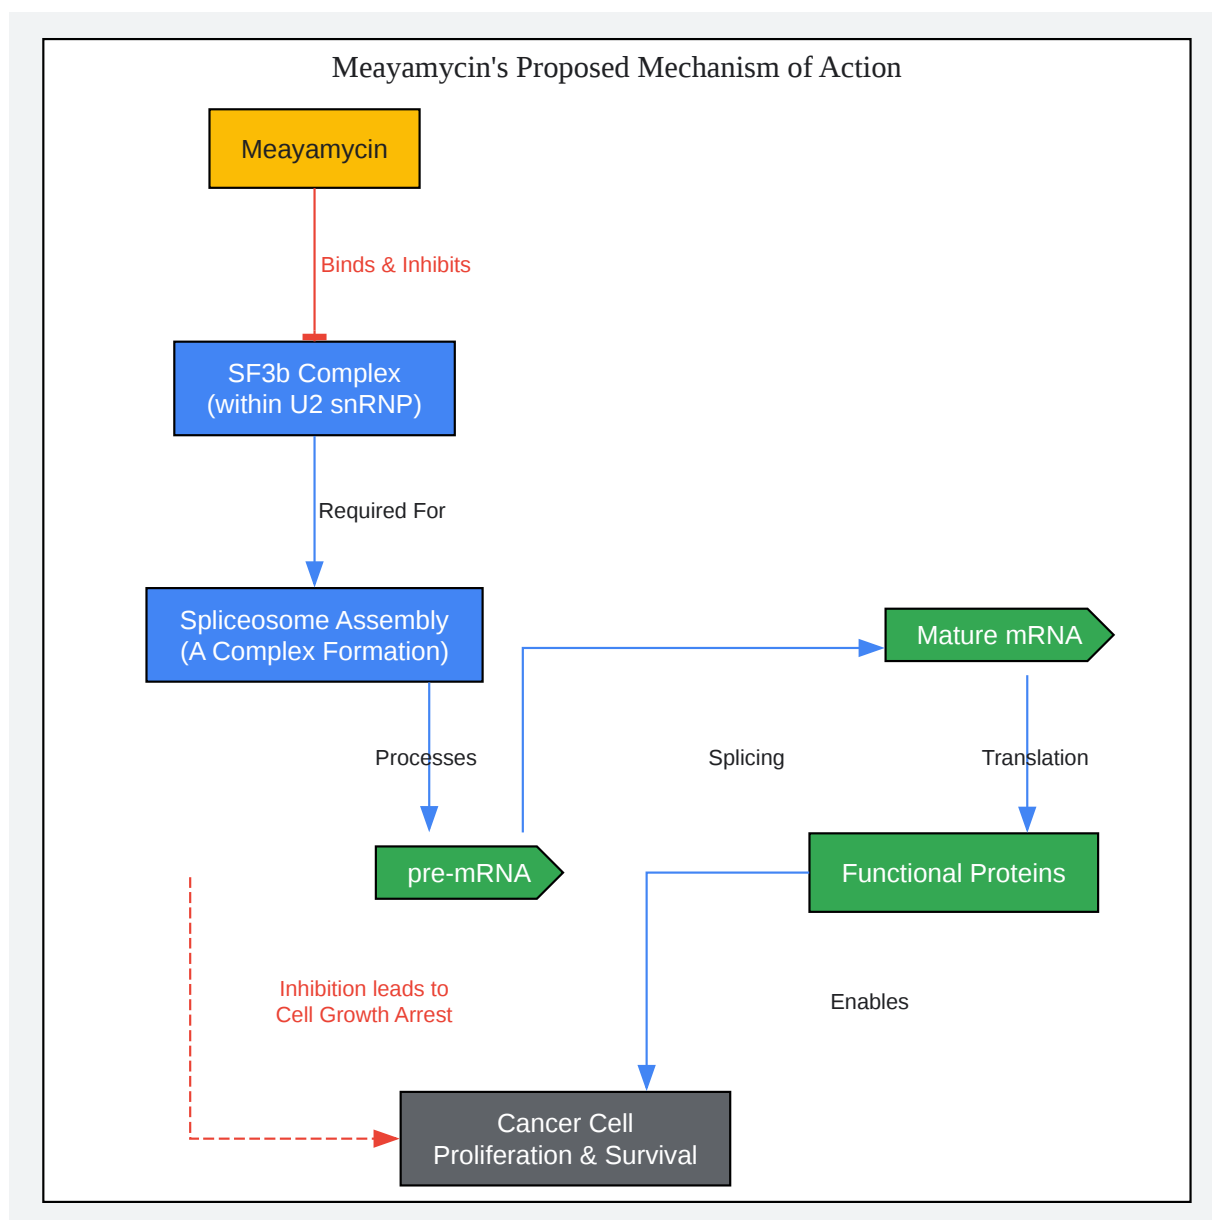 Meayamycin's Proposed Mechanism of Action
Meayamycin
Binds & Inhibits
SF3b Complex
(within U2 snRNP)
Required For
Spliceosome Assembly
(A Complex Formation)
Mature mRNA
Processes
Splicing
Translation
pre-mRNA
Functional Proteins
Inhibition leads to
Cell Growth Arrest
Enables
Cancer Cell
Proliferation & Survival